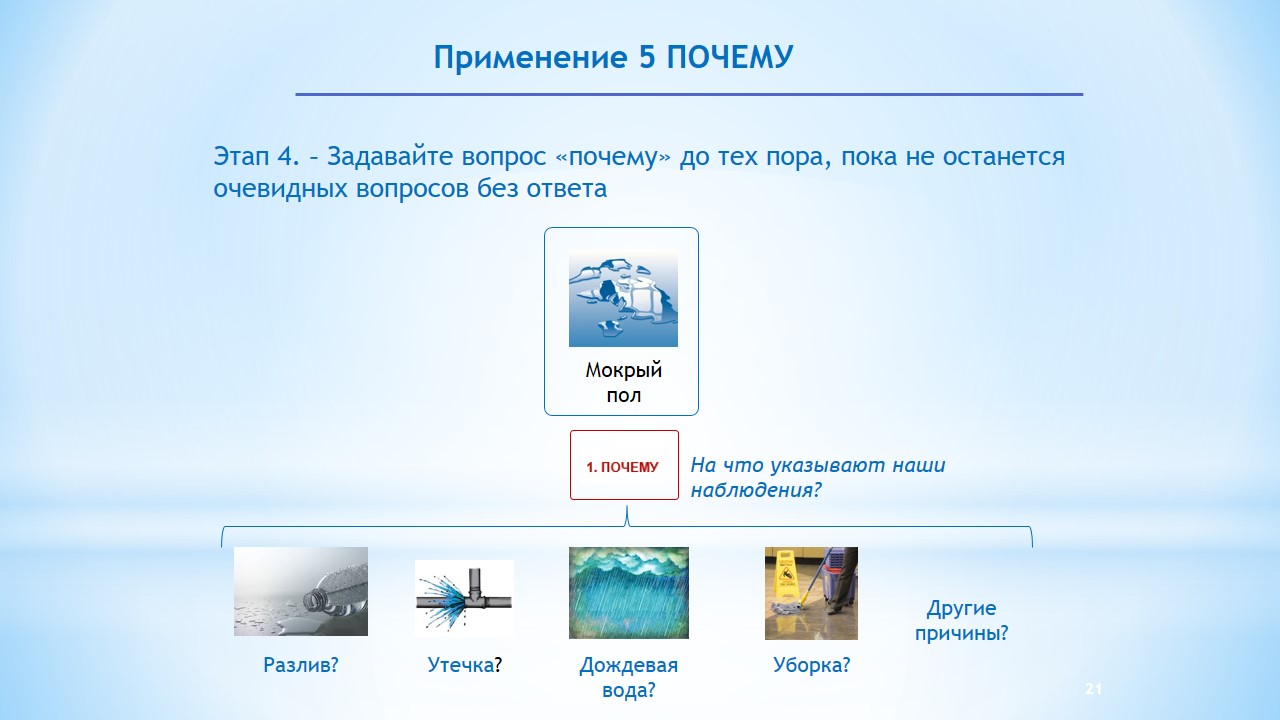 Применение 5 ПОЧЕМУ
Этап 4. – Задавайте вопрос «почему» до тех пора, пока не останется
очевидных вопросов без ответа
Мокрый
пол
1. ПОЧЕМУ
На что указывают наши
наблюдения?
Разлив?
Утечка?
Дождевая
вода?
Уборка?
Другие
причины?
21